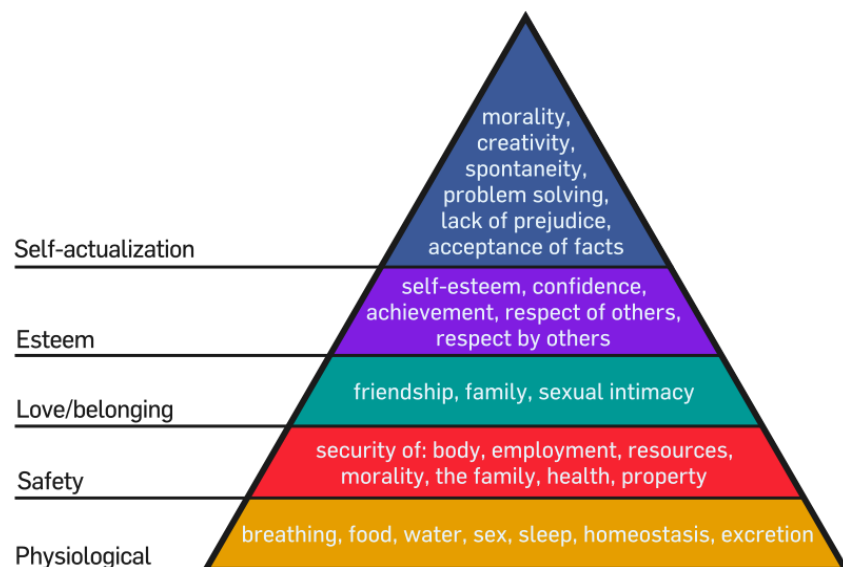 morality,
creativity,
spontaneity,
problem solving,
lack of prejudice,
acceptance of facts
Self-actualization
self-esteem, confidence,
achievement, respect of others,
respect by others
Esteem
friendship, family, sexual intimacy
Love/belonging
security of: body, employment, resources,
morality, the family, health, property
Safety
breathing, food, water, sex, sleep, homeostasis, excretion
Physiological